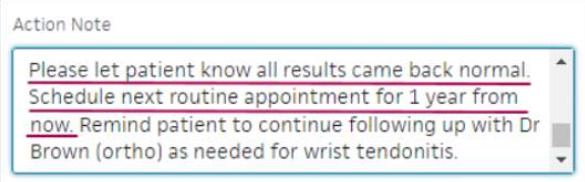 Action Note
Please let patient know all results came back normal.
Schedule next routine appointment for 1 year from
now. Remind patient to continue following up with Dr
Brown (ortho) as needed for wrist tendonitis.